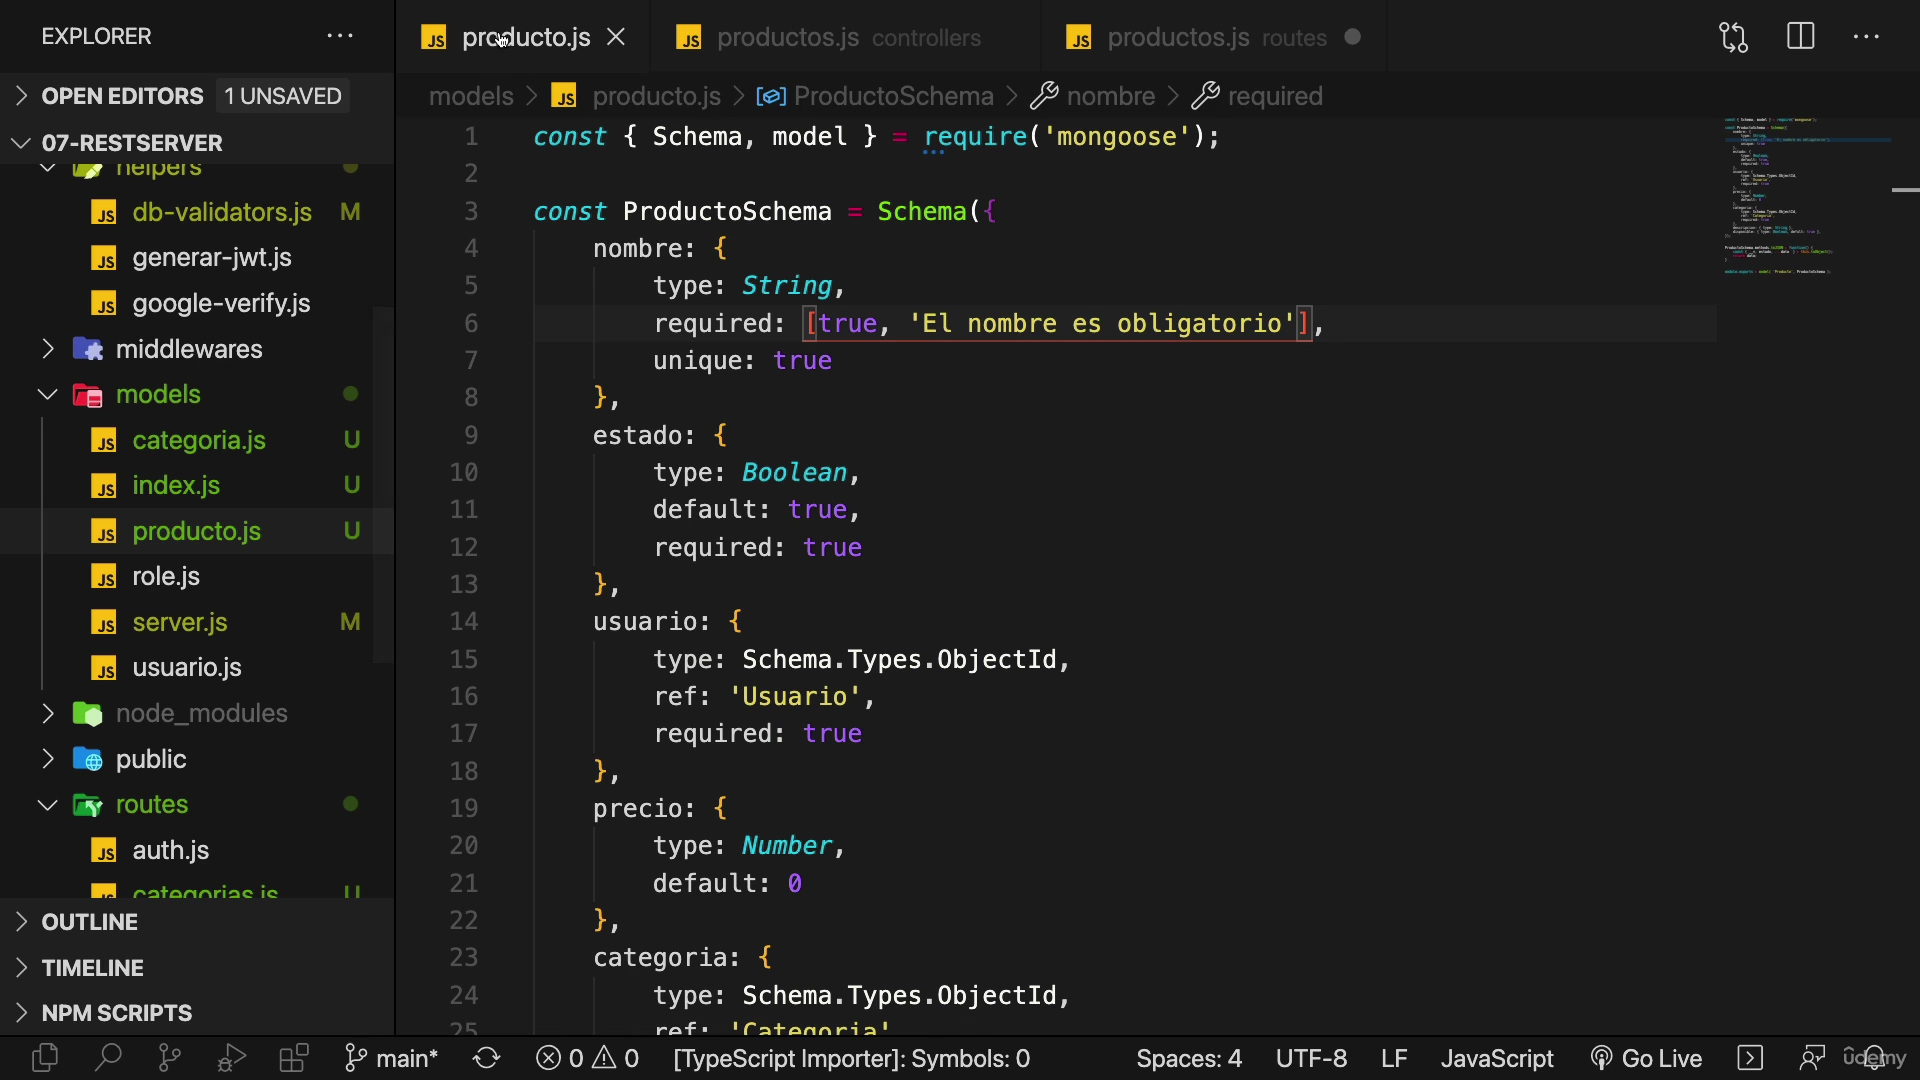 EXPLORER
OPEN EDITORS 1 UNSAVED
07-RESTSERVER
helpers
db-validators.js M
generar-jwt.js
google-verify.js
middlewares
models
categoria.js U
index.js U
producto.js U
role.js
server.js M
usuario.js
node_modules
public
routes
auth.js
categorias.js U
OUTLINE
TIMELINE
NPM SCRIPTS
producto.js
productos.js controllers
productos.js routes
models > producto.js > ProductoSchema > nombre > required
1 const { Schema, model } = require('mongoose');
2
3 const ProductoSchema = Schema({
4 nombre: {
5 type: String,
6 required: [true, 'El nombre es obligatorio'],
7 unique: true
8 },
9 estado: {
10 type: Boolean,
11 default: true,
12 required: true
13 },
14 usuario: {
15 type: Schema.Types.ObjectId,
16 ref: 'Usuario',
17 required: true
18 },
19 precio: {
20 type: Number,
21 default: 0
22 },
23 categoria: {
24 type: Schema.Types.ObjectId,
25 ref: 'Categoria'
main* 0 0 [TypeScript Importer]: Symbols: 0 Spaces: 4 UTF-8 LF JavaScript Go Live
udemy